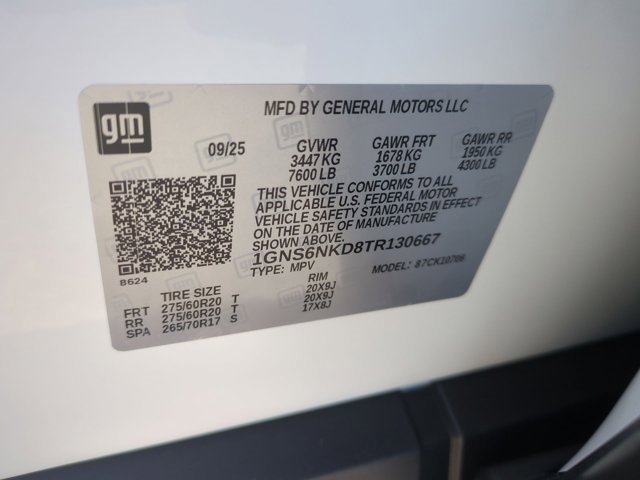 gm
MFD BY GENERAL MOTORS LLC
09/25 GVWR GAWR FRT GAWR RR
3447 KG 1678 KG 1950 KG
7600 LB 3700 LB 4300 LB
THIS VEHICLE CONFORMS TO ALL
APPLICABLE U.S. FEDERAL MOTOR
VEHICLE SAFETY STANDARDS IN EFFECT
ON THE DATE OF MANUFACTURE
SHOWN ABOVE
1GNS6NKD8TR130667
TYPE: MPV MODEL: 87CK10706
B624
TIRE SIZE RIM
FRT 275/60R20 T 20X9J
RR 275/60R20 T 20X9J
SPA 265/70R17 S 17X8J